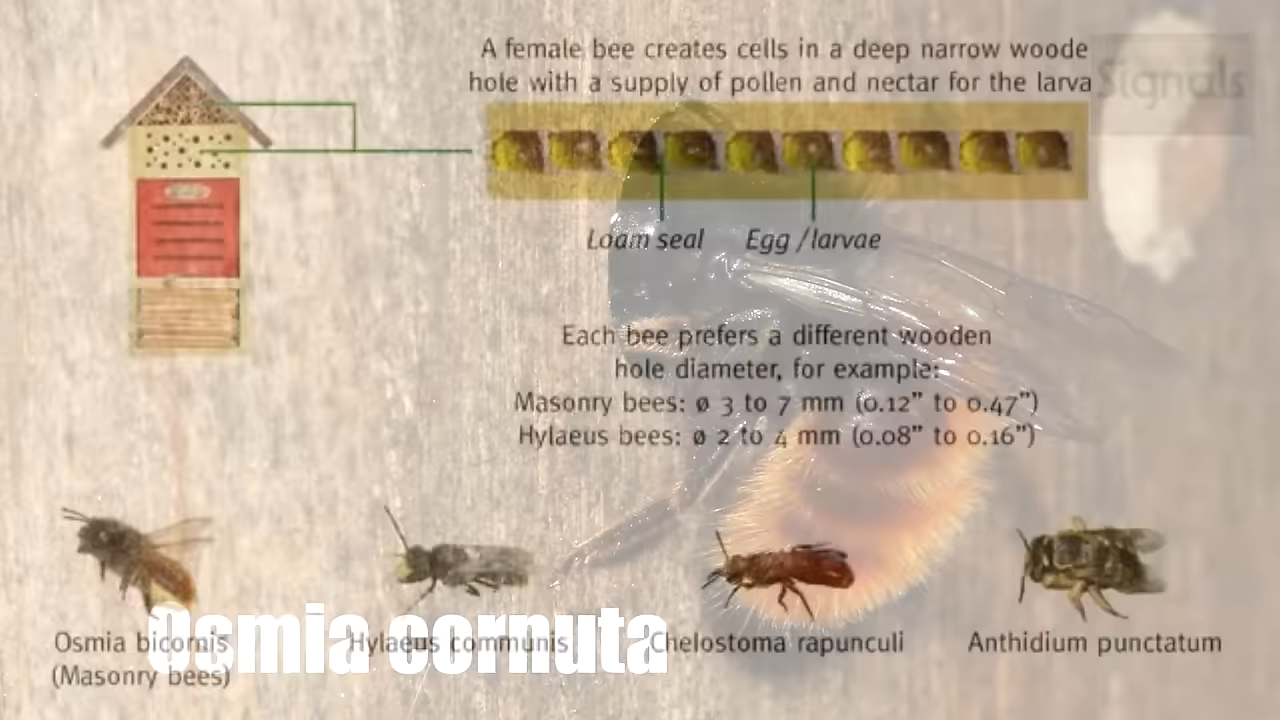 A female bee creates cells in a deep narrow woode
hole with a supply of pollen and nectar for the larva
Signals
Loam seal
Egg /larvae
Each bee prefers a different wooden
hole diameter, for example:
Masonry bees: ø 3 to 7 mm (0.12” to 0.47”)
Hylaeus bees: ø 2 to 4 mm (0.08” to 0.16”)
Osmia bicornis
(Masonry bees)
Hylaeus communis
Chelostoma rapunculi
Anthidium punctatum
Osmia cornuta